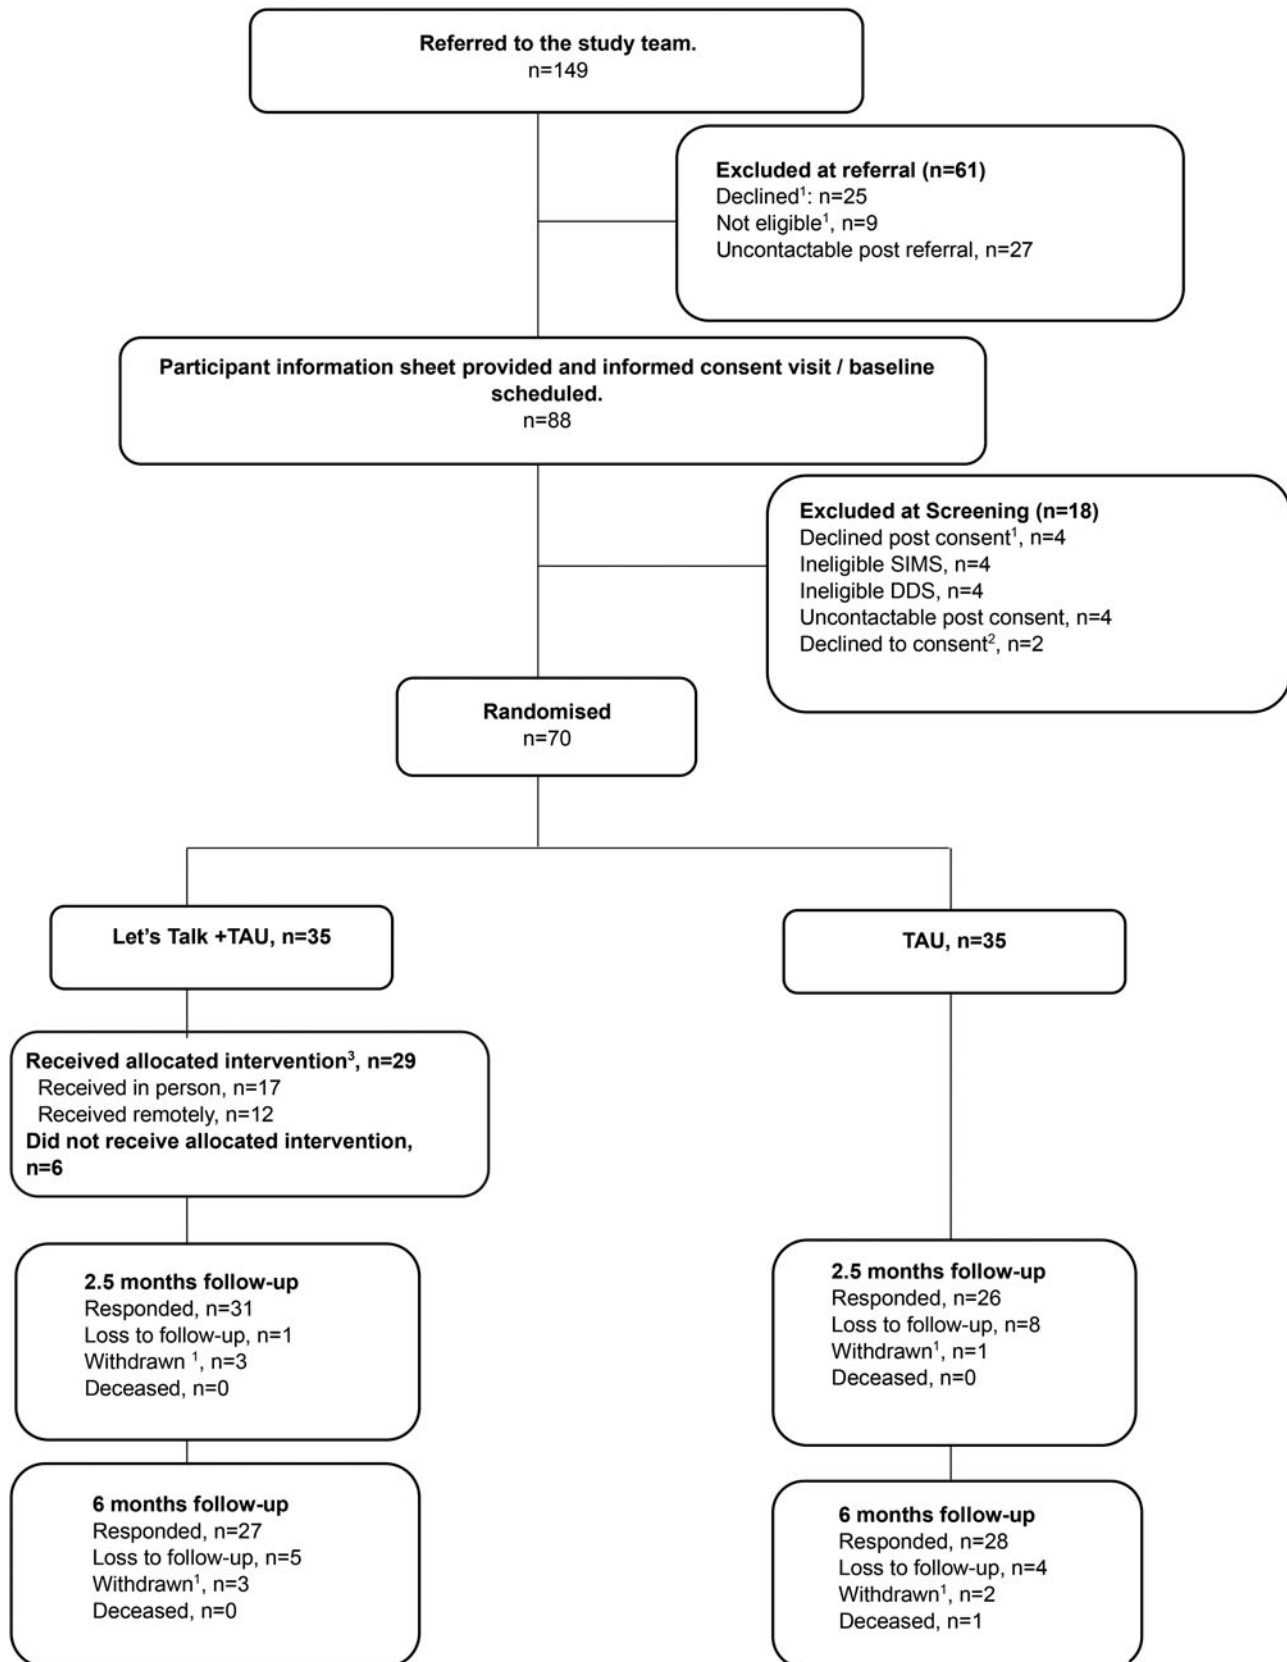 Referred to the study team.
n=149
Excluded at referral (n=61)
Declined¹: n=25
Not eligible¹, n=9
Uncontactable post referral, n=27
Participant information sheet provided and informed consent visit / baseline
scheduled.
n=88
Excluded at Screening (n=18)
Declined post consent¹, n=4
Ineligible SIMS, n=4
Ineligible DDS, n=4
Uncontactable post consent, n=4
Declined to consent², n=2
Randomised
n=70
Let's Talk +TAU, n=35
TAU, n=35
Received allocated intervention³, n=29
Received in person, n=17
Received remotely, n=12
Did not receive allocated intervention,
n=6
2.5 months follow-up
Responded, n=31
Loss to follow-up, n=1
Withdrawn ¹, n=3
Deceased, n=0
2.5 months follow-up
Responded, n=26
Loss to follow-up, n=8
Withdrawn¹, n=1
Deceased, n=0
6 months follow-up
Responded, n=27
Loss to follow-up, n=5
Withdrawn¹, n=3
Deceased, n=0
6 months follow-up
Responded, n=28
Loss to follow-up, n=4
Withdrawn¹, n=2
Deceased, n=1